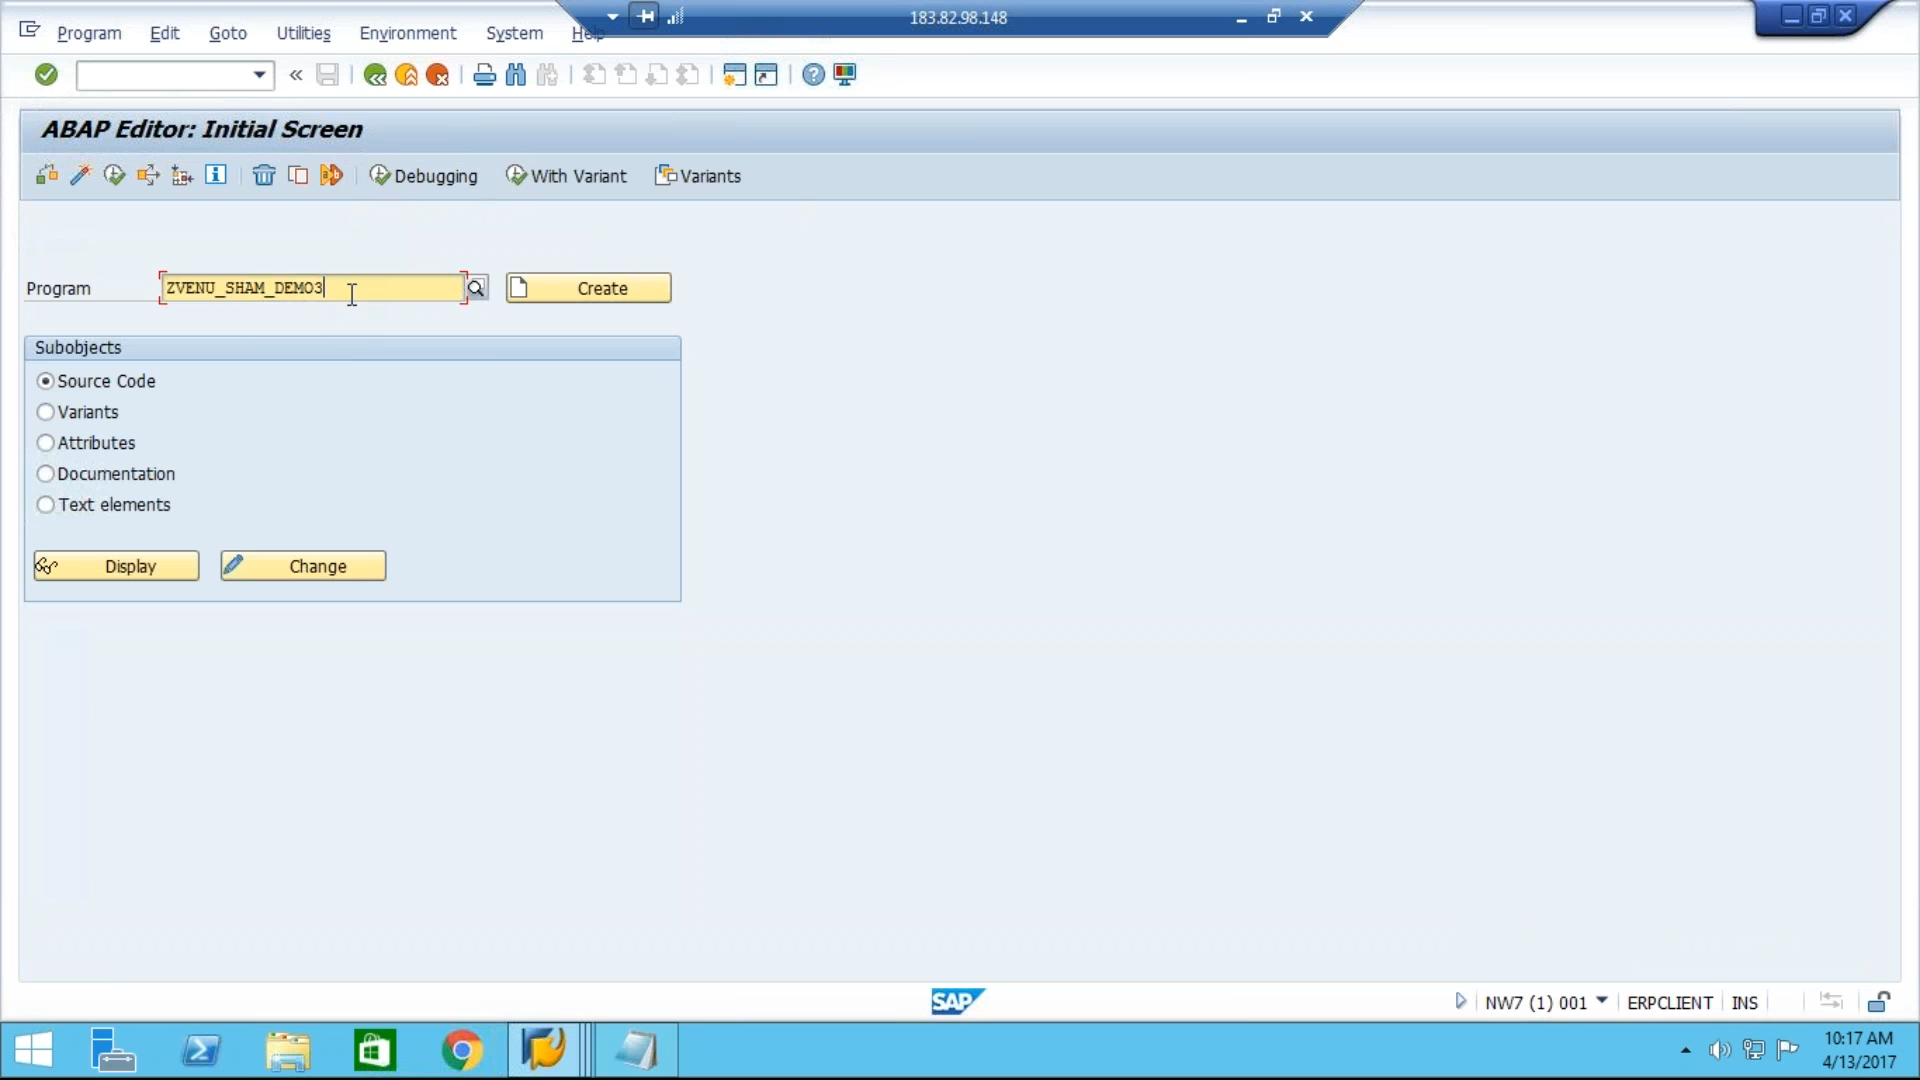 183.82.98.148
Program Edit Goto Utilities Environment System Help
ABAP Editor: Initial Screen
Debugging With Variant Variants
Program ZVENU_SHAM_DEMO3 Create
Subobjects
Source Code
Variants
Attributes
Documentation
Text elements
Display Change
SAP NW7 (1) 001 ERPCLIENT INS
10:17 AM
4/13/2017